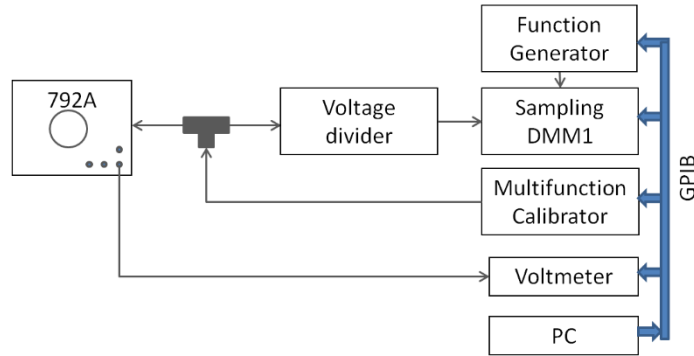 Function
Generator
792A
Voltage
divider
Sampling
DMM1
Multifunction
Calibrator
GPIB
Voltmeter
PC